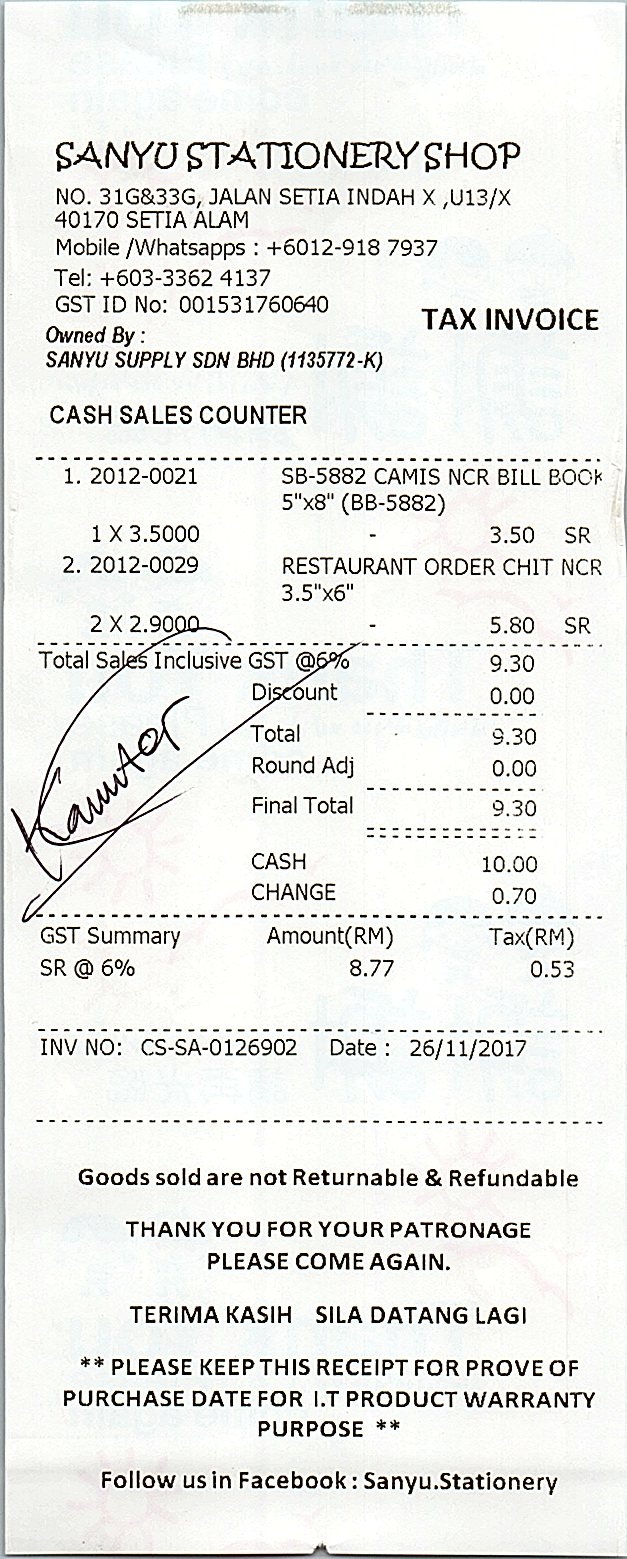 SANYU STATIONERY SHOP
NO. 31G&33G, JALAN SETIA INDAH X ,U13/X
40170 SETIA ALAM
Mobile /Whatsapps : +6012-918 7937
Tel: +603-3362 4137
GST ID No: 001531760640
TAX INVOICE
Owned By :
SANYU SUPPLY SDN BHD (1135772-K)
CASH SALES COUNTER
1. 2012-0021 SB-5882 CAMIS NCR BILL BOOK
5"x8" (BB-5882)
1 X 3.5000 - 3.50 SR
2. 2012-0029 RESTAURANT ORDER CHIT NCR
3.5"x6"
2 X 2.9000 - 5.80 SR
Total Sales Inclusive GST @6% 9.30
Discount 0.00
Total 9.30
Round Adj 0.00
Final Total 9.30
CASH 10.00
CHANGE 0.70
GST Summary Amount(RM) Tax(RM)
SR @ 6% 8.77 0.53
INV NO: CS-SA-0126902 Date : 26/11/2017
Goods sold are not Returnable & Refundable
THANK YOU FOR YOUR PATRONAGE
PLEASE COME AGAIN.
TERIMA KASIH SILA DATANG LAGI
** PLEASE KEEP THIS RECEIPT FOR PROVE OF
PURCHASE DATE FOR I.T PRODUCT WARRANTY
PURPOSE **
Follow us in Facebook : Sanyu.Stationery